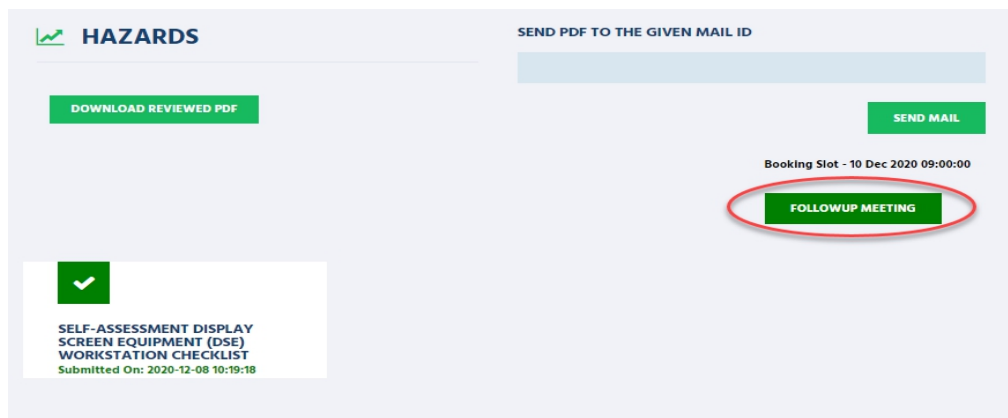 HAZARDS
DOWNLOAD REVIEWED PDF
SEND PDF TO THE GIVEN MAIL ID
SEND MAIL
Booking Slot - 10 Dec 2020 09:00:00
FOLLOWUP MEETING
SELF-ASSESSMENT DISPLAY
SCREEN EQUIPMENT (DSE)
WORKSTATION CHECKLIST
Submitted On: 2020-12-08 10:19:18